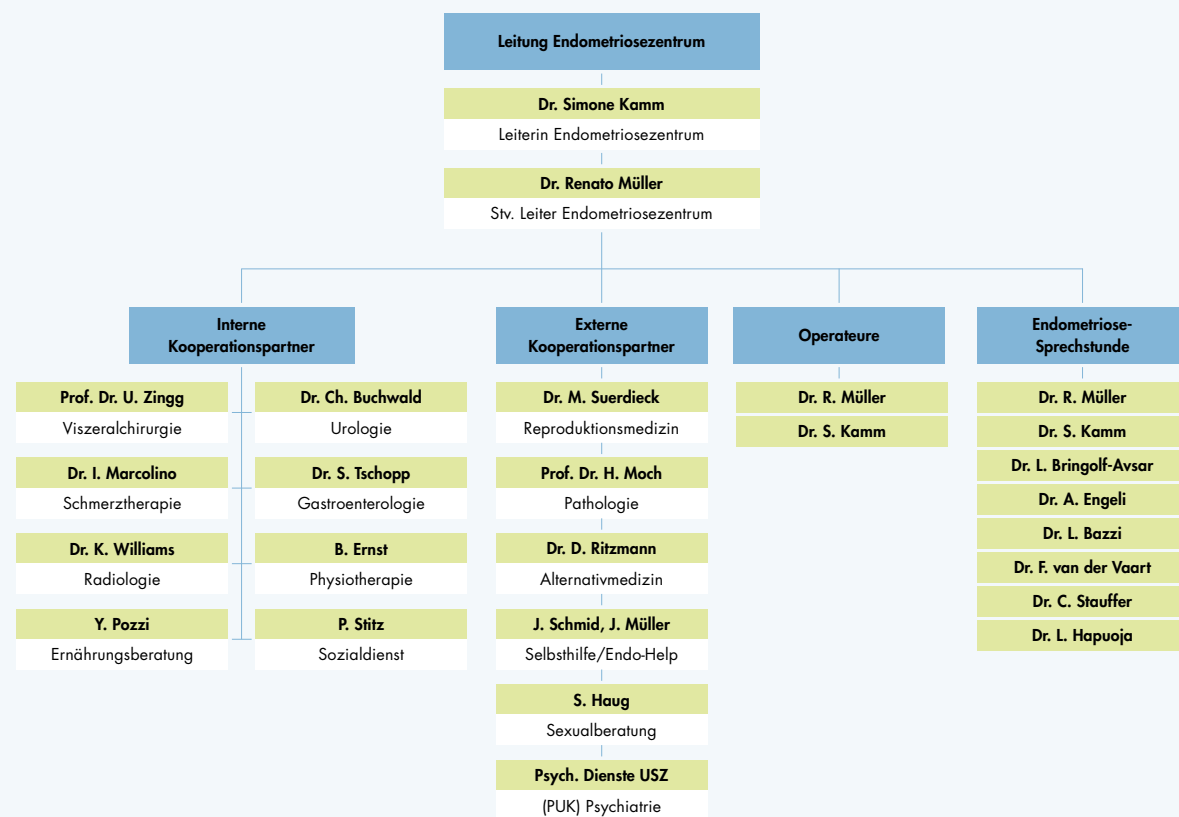 Leitung Endometriosezentrum
Dr. Simone Kamm
Leiterin Endometriosezentrum
Dr. Renato Müller
Stv. Leiter Endometriosezentrum
Interne
Kooperationspartner
Prof. Dr. U. Zingg
Viszeralchirurgie
Dr. Ch. Buchwald
Urologie
Dr. I. Marcolino
Schmerztherapie
Dr. S. Tschopp
Gastroenterologie
Dr. K. Williams
Radiologie
B. Ernst
Physiotherapie
Y. Pozzi
Ernährungsberatung
P. Stitz
Sozialdienst
Externe
Kooperationspartner
Dr. M. Suerdieck
Reproduktionsmedizin
Prof. Dr. H. Moch
Pathologie
Dr. D. Ritzmann
Alternativmedizin
J. Schmid, J. Müller
Selbsthilfe/Endo-Help
S. Haug
Sexualberatung
Psych. Dienste USZ
(PUK) Psychiatrie
Operateure
Dr. R. Müller
Dr. S. Kamm
Endometriose-
Sprechstunde
Dr. R. Müller
Dr. S. Kamm
Dr. L. Bringolf-Avsar
Dr. A. Engeli
Dr. L. Bazzi
Dr. F. van der Vaart
Dr. C. Stauffer
Dr. L. Hapuoja